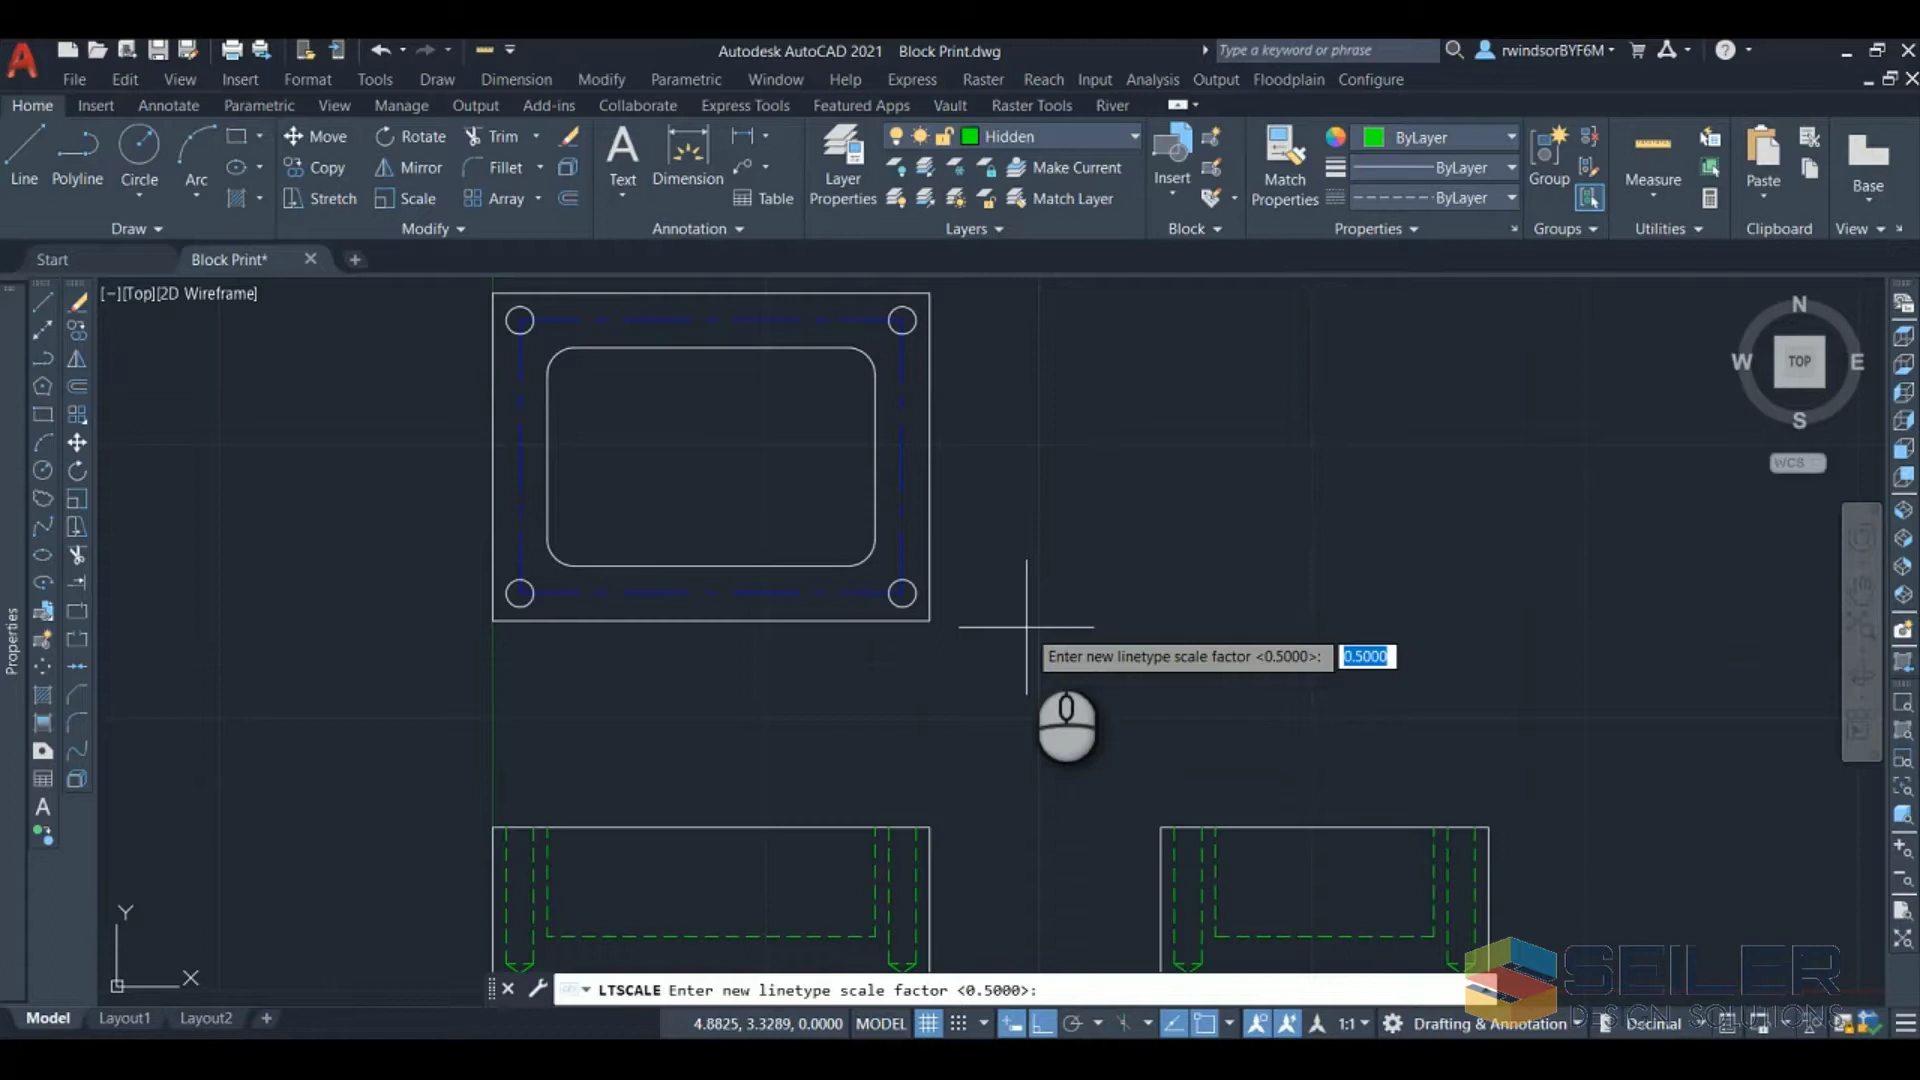 Autodesk AutoCAD 2021 Block Print.dwg
Type a keyword or phrase
rwindsorBYF6M
File Edit View Insert Format Tools Draw Dimension Modify Parametric Window Help Express Raster Reach Input Analysis Output Floodplain Configure
Home Insert Annotate Parametric View Manage Output Add-ins Collaborate Express Tools Featured Apps Vault Raster Tools River
Line
Polyline
Circle
Arc
Draw
Move Rotate Trim
Copy Mirror Fillet
Stretch Scale Array
Modify
Text
Dimension
Table
Annotation
Layer
Properties
Hidden
Make Current
Match Layer
Layers
Insert
Block
Match
Properties
ByLayer
ByLayer
ByLayer
Properties
Group
Groups
Measure
Utilities
Paste
Clipboard
Base
View
Start
Block Print*
[−][Top][2D Wireframe]
N
W TOP E
S
WCS
Properties
A
Enter new linetype scale factor <0.5000>: 0.5000
Y
X
LTSCALE Enter new linetype scale factor <0.5000>:
SEILER
DESIGN SOLUTIONS
Model Layout1 Layout2
4.8825, 3.3289, 0.0000 MODEL
1:1
Drafting & Annotation
Decimal